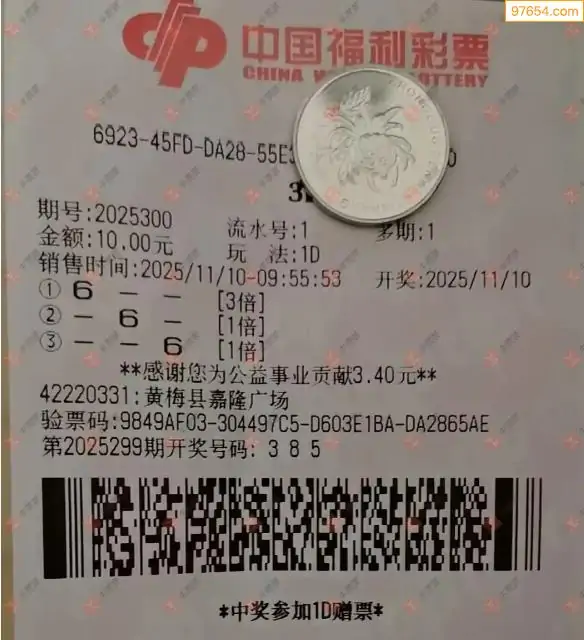 97654.com
中国福利彩票
CHINA W LOTTERY
6923-45FD-DA28-55E
3
期号:2025300 流水号:1 多期:1
金额:10.00元 玩 法:1D
销售时间:2025/11/10-09:55:53 开奖:2025/11/10
① 6 - - [3倍]
② - 6 - [1倍]
③ - - 6 [1倍]
**感谢您为公益事业贡献3.40元**
42220331:黄梅县嘉隆广场
验票码:9849AF03-304497C5-D603E1BA-DA2865AE
第2025299期开奖号码: 3 8 5
*中奖参加1D赠票*